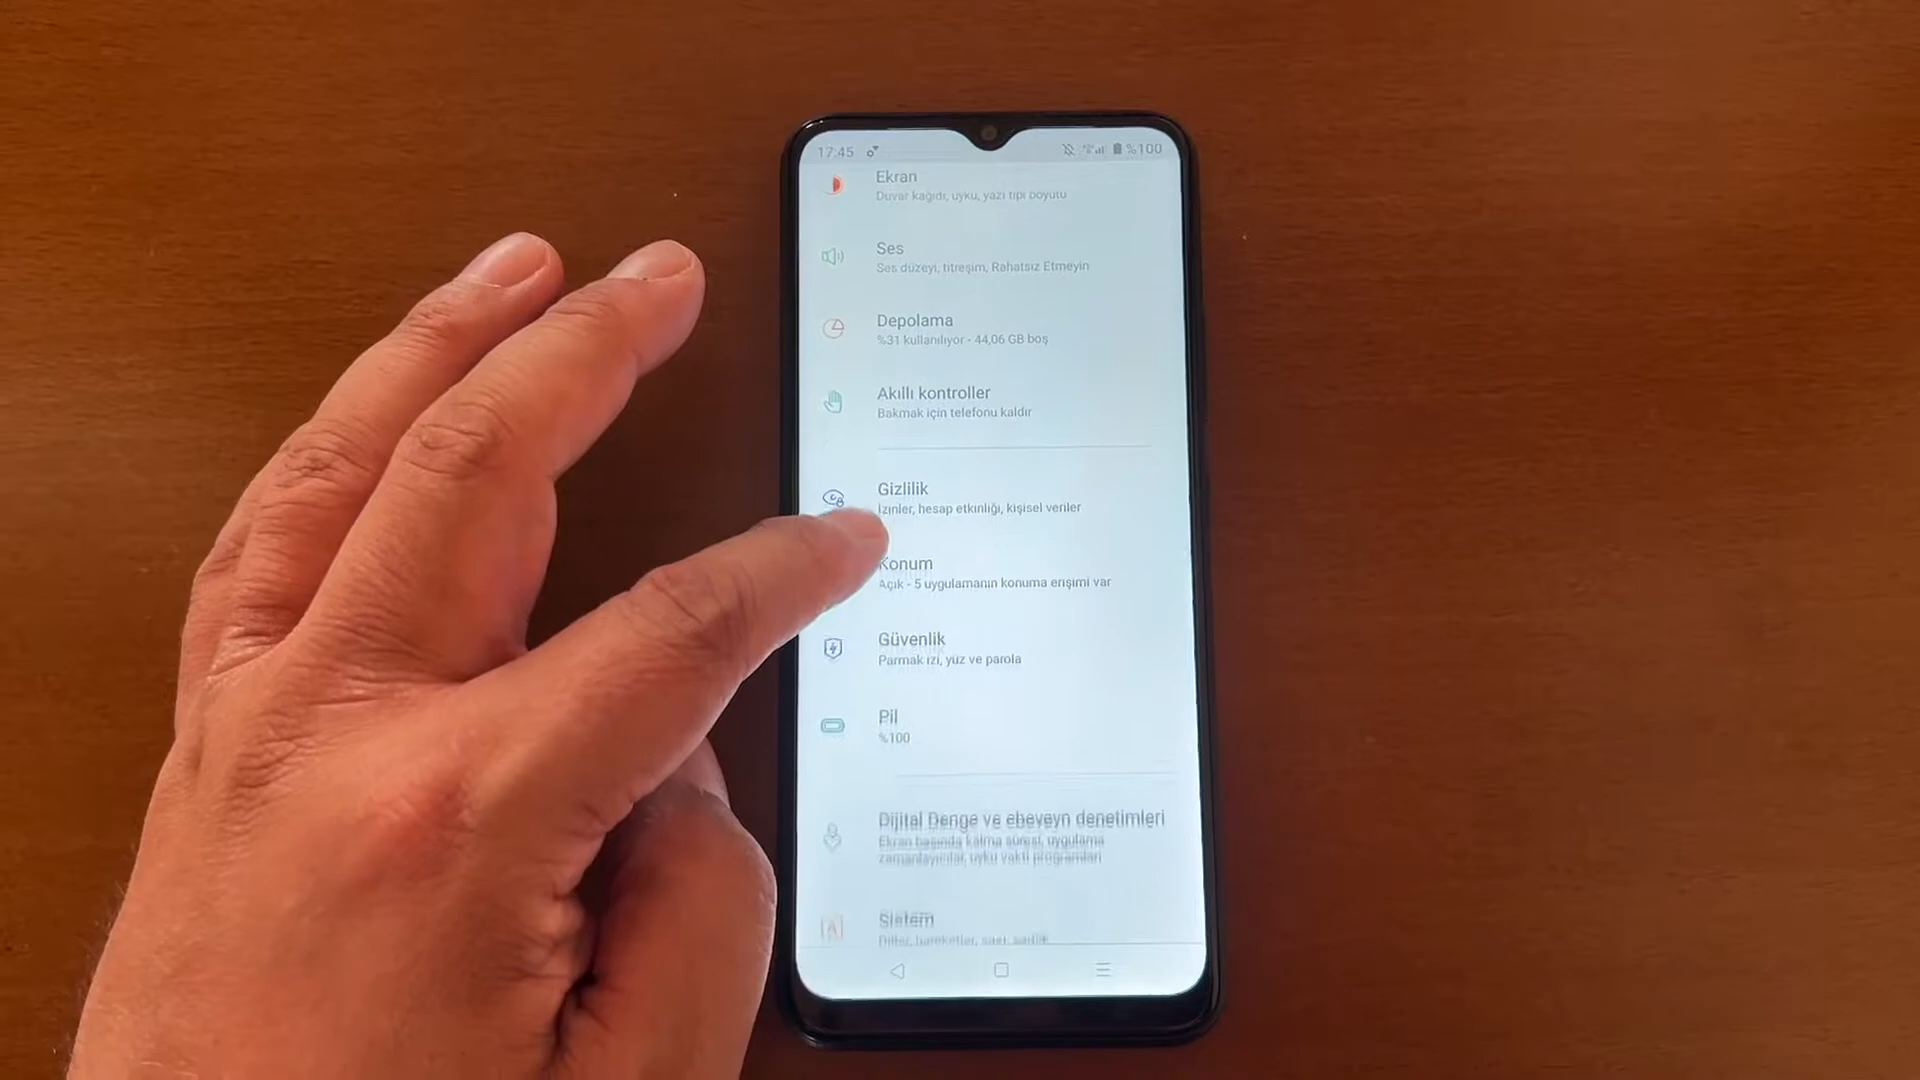 17:45 %100
Ekran
Duvar kağıdı, uyku, yazı tipi boyutu
Ses
Ses düzeyi, titreşim, Rahatsız Etmeyin
Depolama
%31 kullanılıyor - 44,06 GB boş
Akıllı kontroller
Bakmak için telefonu kaldır
Gizlilik
İzinler, hesap etkinliği, kişisel veriler
Konum
Açık - 5 uygulamanın konuma erişimi var
Güvenlik
Parmak izi, yüz ve parola
Pil
%100
Dijital Denge ve ebeveyn denetimleri
Ekran başında kalma süresi, uygulama
zamanlayıcılar, uyku vakti programları
Sistem
Diller, hareketler, saat,